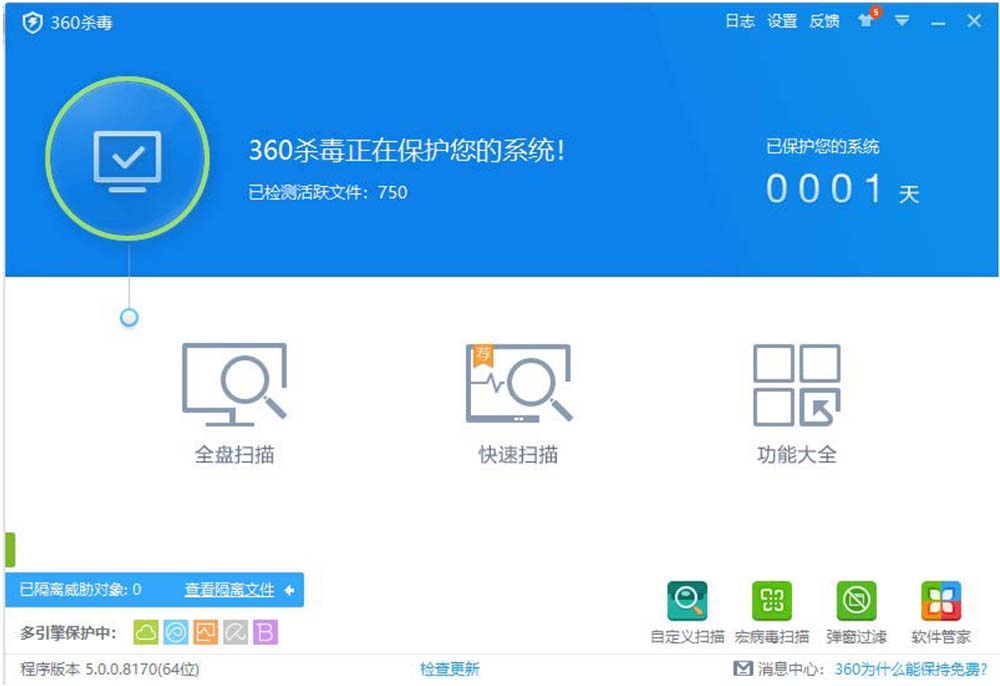 360杀毒
日志 设置 反馈 5
360杀毒正在保护您的系统!
已检测活跃文件: 750
已保护您的系统
0001 天
荐
全盘扫描 快速扫描 功能大全
已隔离威胁对象: 0 查看隔离文件
多引擎保护中:
B
自定义扫描 宏病毒扫描 弹窗过滤 软件管家
程序版本 5.0.0.8170(64位) 检查更新 消息中心: 360为什么能保持免费?